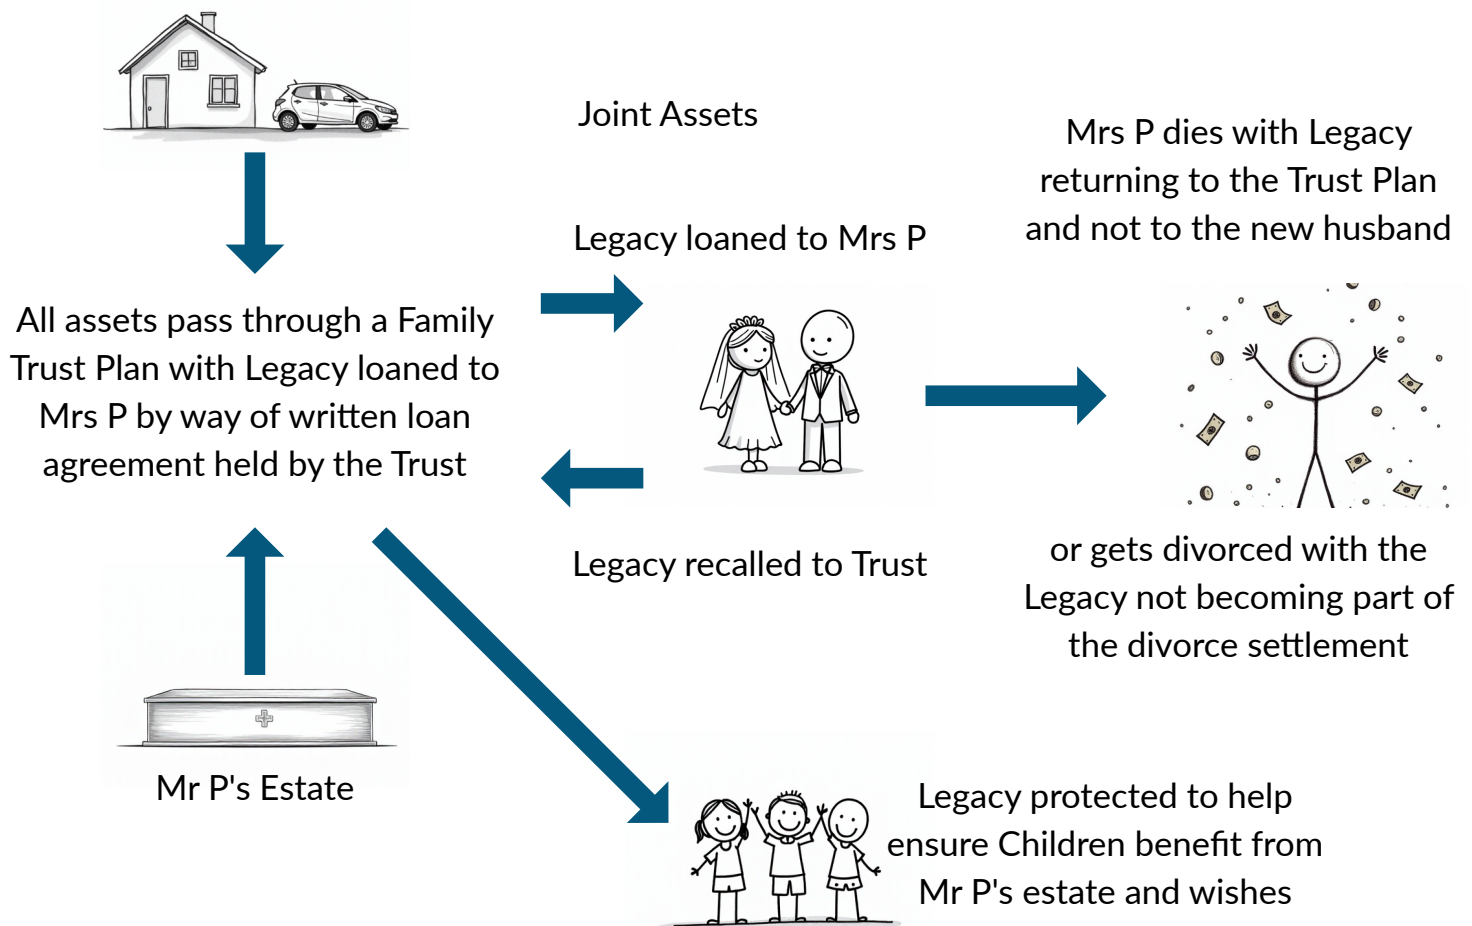 Joint Assets
Mrs P dies with Legacy
returning to the Trust Plan
and not to the new husband
Legacy loaned to Mrs P
All assets pass through a Family
Trust Plan with Legacy loaned to
Mrs P by way of written loan
agreement held by the Trust
Legacy recalled to Trust
or gets divorced with the
Legacy not becoming part of
the divorce settlement
Mr P's Estate
Legacy protected to help
ensure Children benefit from
Mr P's estate and wishes